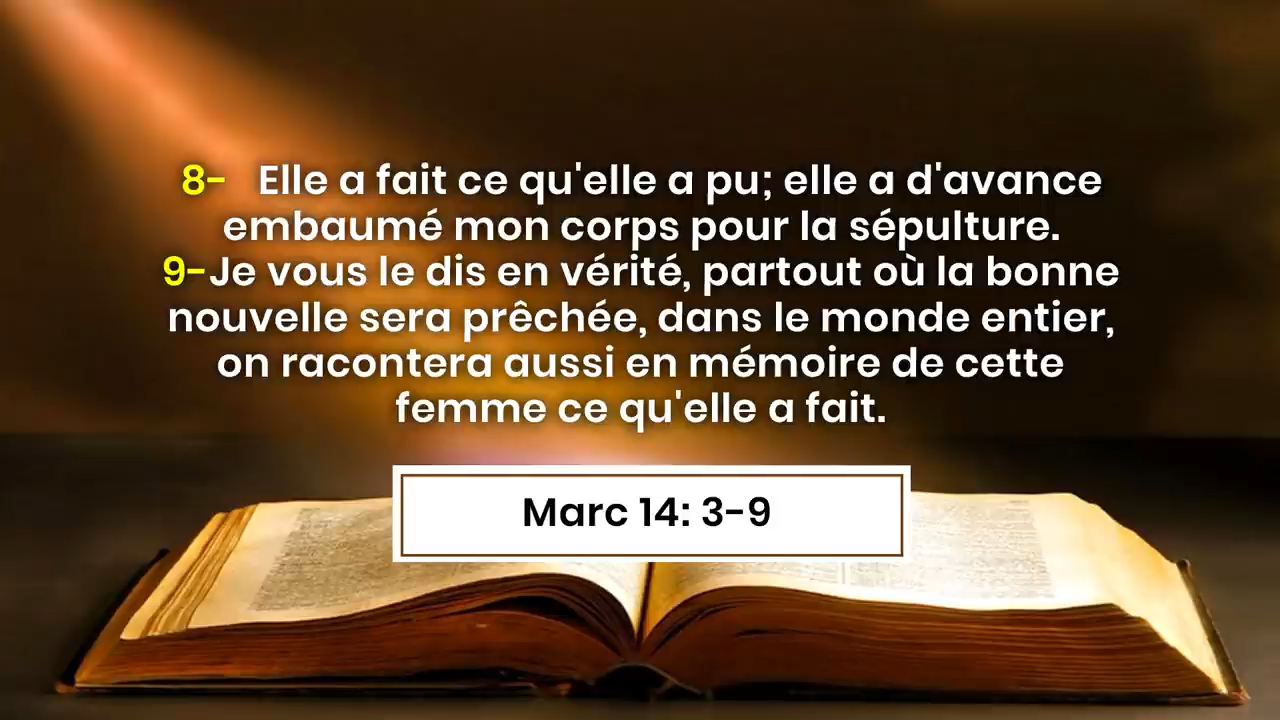 8- Elle a fait ce qu'elle a pu; elle a d'avance
embaumé mon corps pour la sépulture.
9-Je vous le dis en vérité, partout où la bonne
nouvelle sera prêchée, dans le monde entier,
on racontera aussi en mémoire de cette
femme ce qu'elle a fait.
Marc 14: 3-9